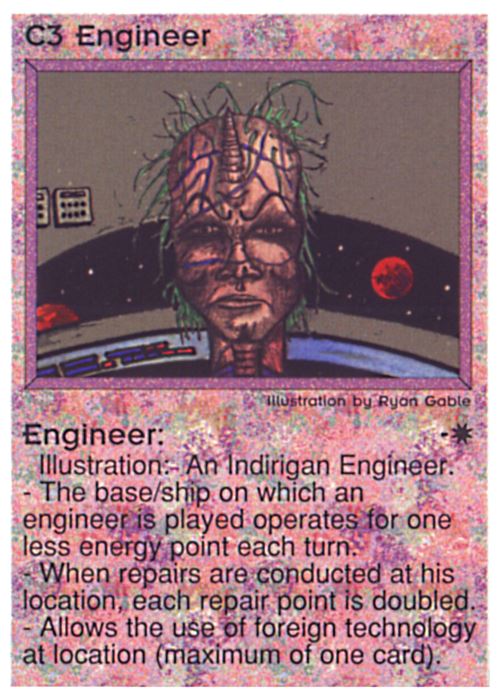 C3 Engineer
Illustration by Ryan Gable
Engineer:
Illustration:- An Indirigan Engineer.
- The base/ship on which an
engineer is played operates for one
less energy point each turn.
- When repairs are conducted at his
location, each repair point is doubled.
- Allows the use of foreign technology
at location (maximum of one card).